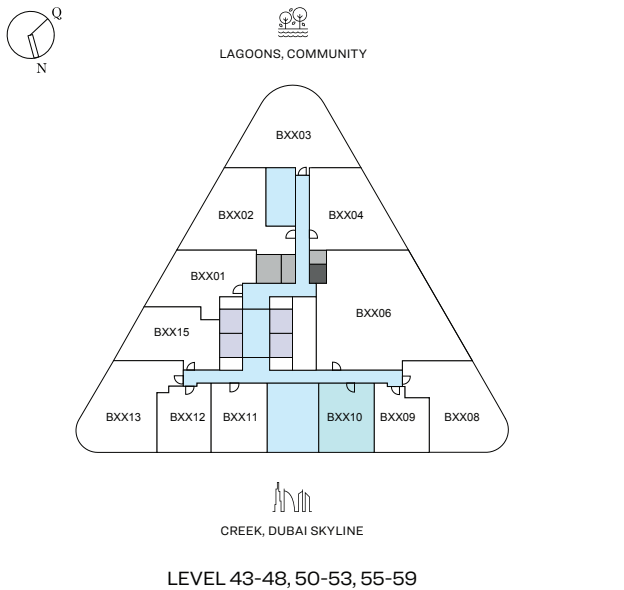 Q
N
LAGOONS, COMMUNITY
BXX03
BXX02
BXX04
BXX01
BXX06
BXX15
BXX13
BXX12
BXX11
BXX10
BXX09
BXX08
CREEK, DUBAI SKYLINE
LEVEL 43-48, 50-53, 55-59